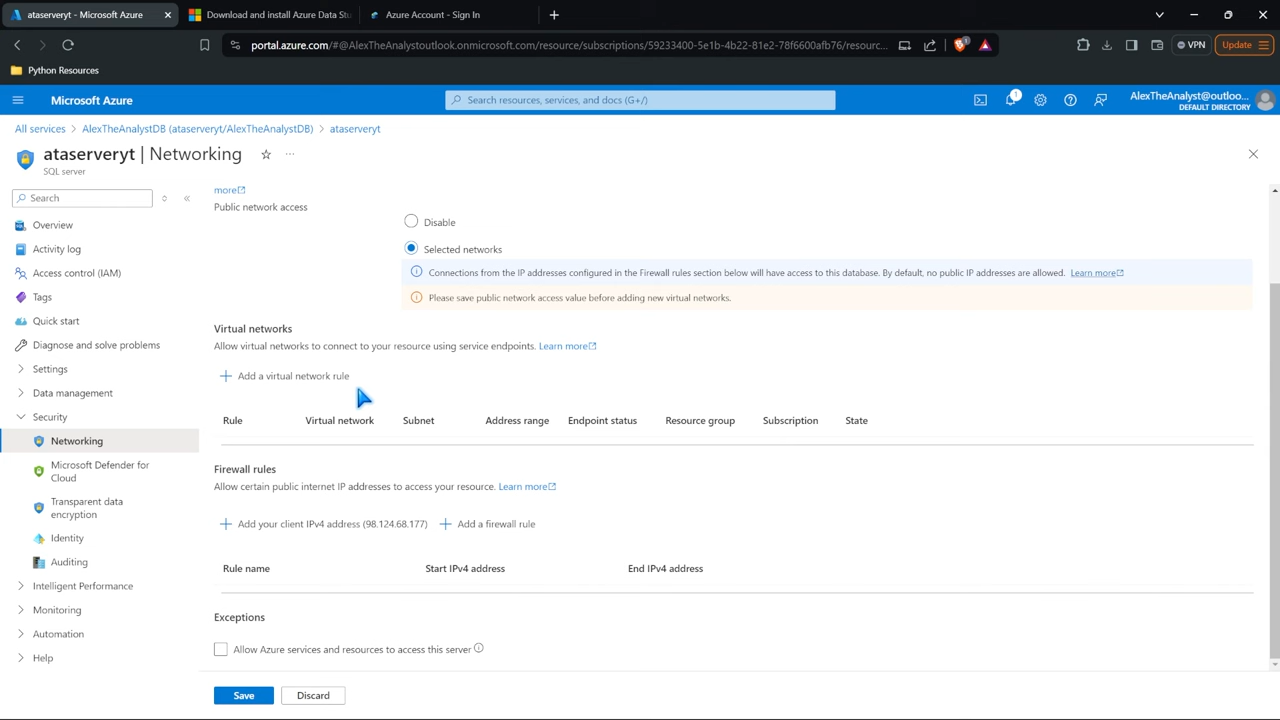 ataserveryt - Microsoft Azure
Download and install Azure Data Stu
Azure Account - Sign In
portal.azure.com/#@AlexTheAnalystoutlook.onmicrosoft.com/resource/subscriptions/59233400-5e1b-4b22-81e2-78f6600afb76/resourc...
1
VPN
Update
Python Resources
Microsoft Azure
Search resources, services, and docs (G+/)
1
AlexTheAnalyst@outloo...
DEFAULT DIRECTORY
All services > AlexTheAnalystDB (ataserveryt/AlexTheAnalystDB) > ataserveryt
ataserveryt | Networking
SQL server
Search
Overview
Activity log
Access control (IAM)
Tags
Quick start
Diagnose and solve problems
Settings
Data management
Security
Networking
Microsoft Defender for
Cloud
Transparent data
encryption
Identity
Auditing
Intelligent Performance
Monitoring
Automation
Help
more
Public network access
Disable
Selected networks
Connections from the IP addresses configured in the Firewall rules section below will have access to this database. By default, no public IP addresses are allowed. Learn more
Please save public network access value before adding new virtual networks.
Virtual networks
Allow virtual networks to connect to your resource using service endpoints. Learn more
+ Add a virtual network rule
Rule Virtual network Subnet Address range Endpoint status Resource group Subscription State
Firewall rules
Allow certain public internet IP addresses to access your resource. Learn more
+ Add your client IPv4 address (98.124.68.177) + Add a firewall rule
Rule name Start IPv4 address End IPv4 address
Exceptions
Allow Azure services and resources to access this server
Save Discard